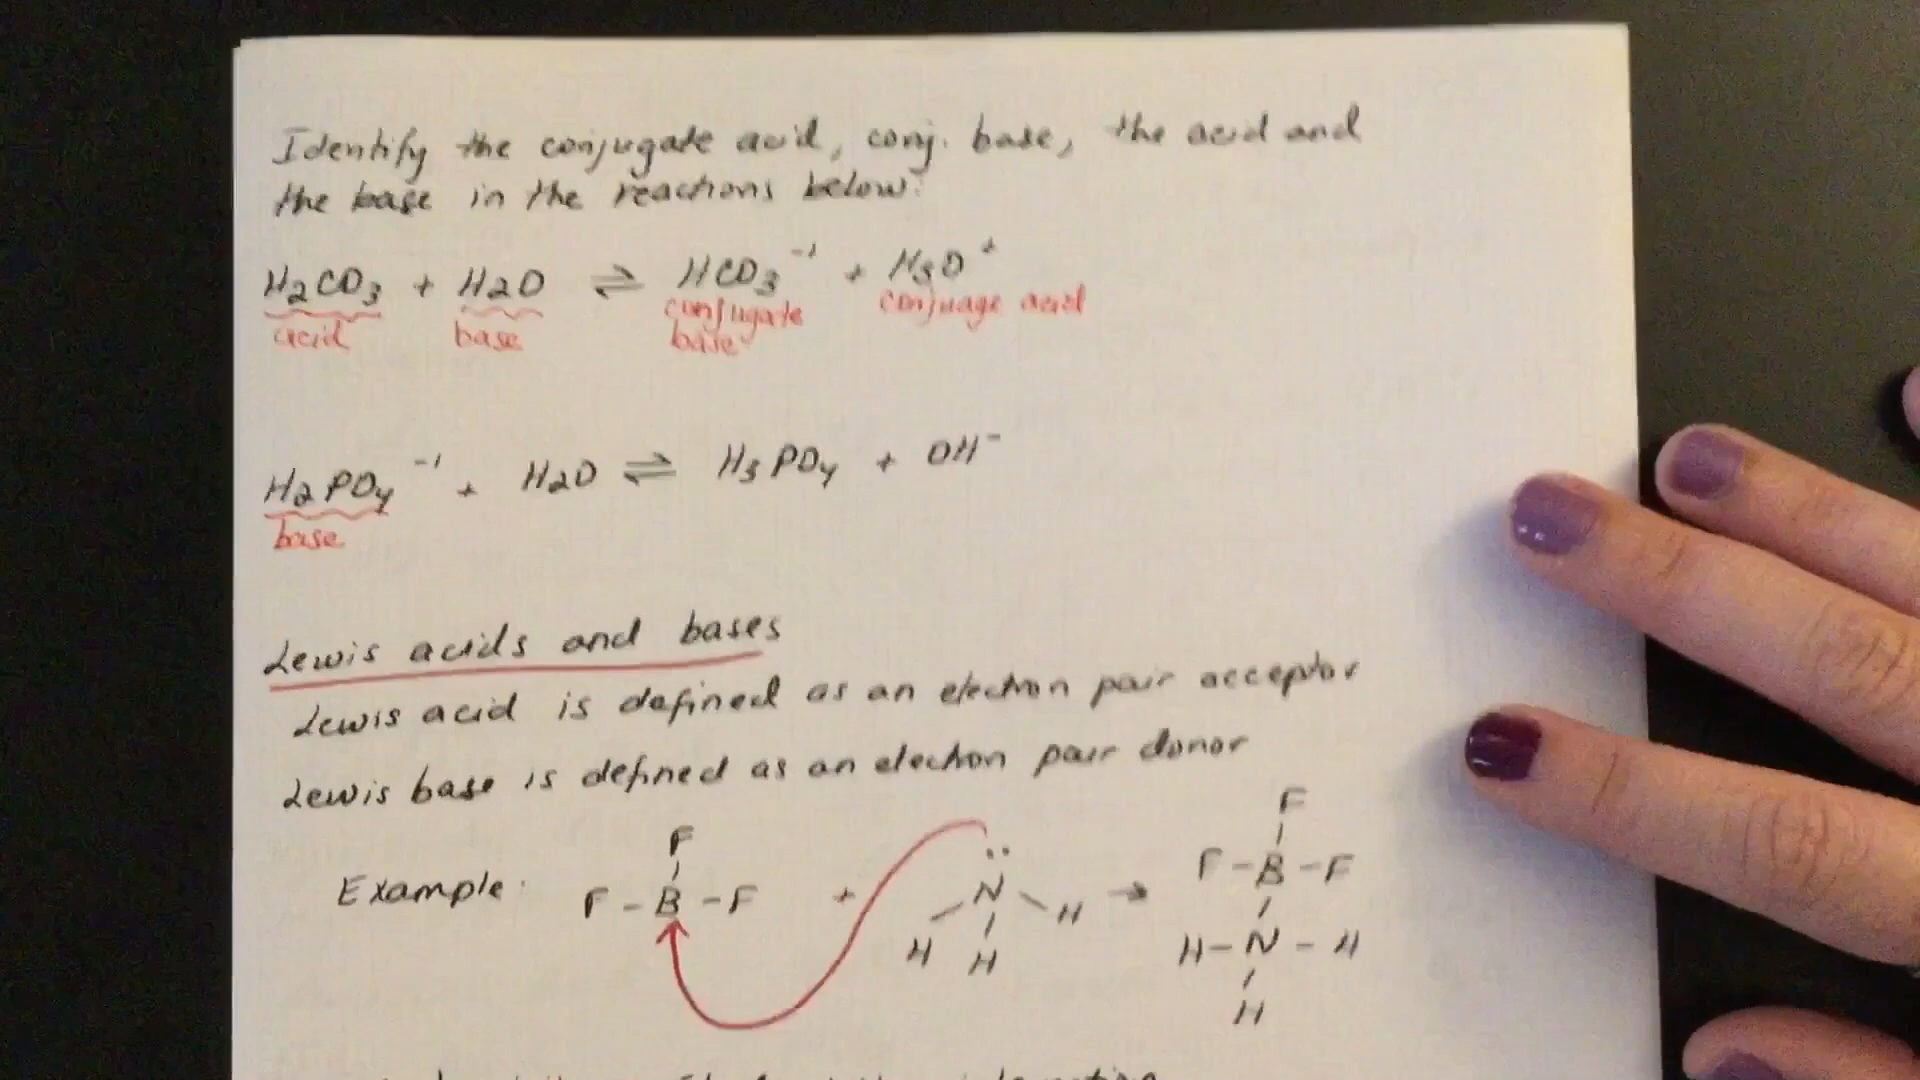 Identify the conjugate acid, conj. base, the acid and
the base in the reactions below:
H₂CO₃ + H₂O ⇌ HCO₃⁻¹ + H₃O⁺
acid base conjugate base conjuage acid
H₂PO₄⁻¹ + H₂O ⇌ H₃PO₄ + OH⁻
base
Lewis acids and bases
Lewis acid is defined as an electron pair acceptor
Lewis base is defined as an electron pair donor
F
F
F-B-F
Example: F-B-F + N →
H H H
H-N-H
H